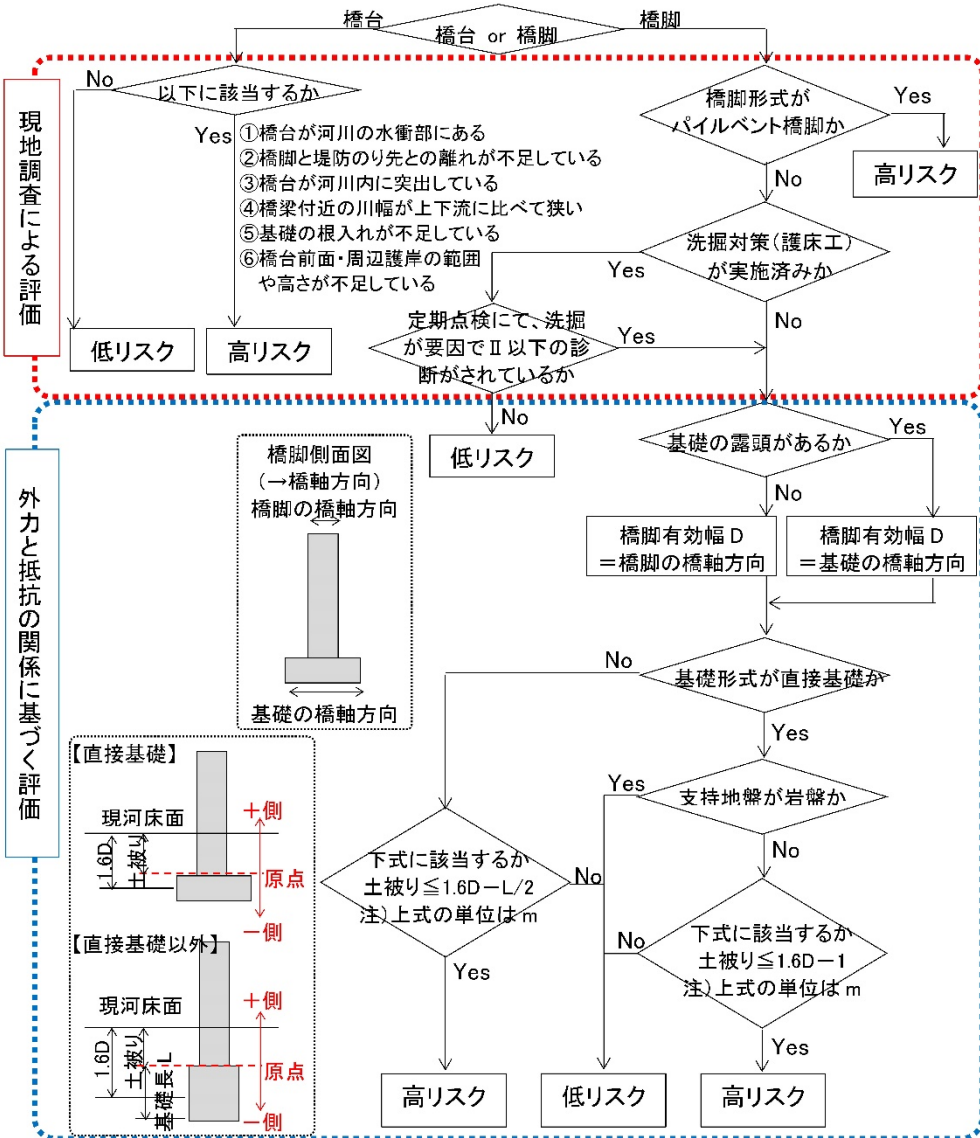 橋台
橋台 or 橋脚
橋脚
現地調査による評価
No
以下に該当するか
Yes
①橋台が河川の水衝部にある
②橋脚と堤防のり先との離れが不足している
③橋台が河川内に突出している
④橋梁付近の川幅が上下流に比べて狭い
⑤基礎の根入れが不足している
⑥橋台前面・周辺護岸の範囲
や高さが不足している
低リスク
高リスク
橋脚形式が
パイルベント橋脚か
Yes
高リスク
No
洗掘対策(護床工)
が実施済みか
Yes
No
定期点検にて、洗掘
が要因でⅡ以下の診
断がされているか
Yes
No
低リスク
外力と抵抗の関係に基づく評価
基礎の露頭があるか
Yes
No
橋脚有効幅D
=橋脚の橋軸方向
橋脚有効幅D
=基礎の橋軸方向
橋脚側面図
(→橋軸方向)
橋脚の橋軸方向
基礎の橋軸方向
No
基礎形式が直接基礎か
Yes
Yes
支持地盤が岩盤か
No
下式に該当するか
土被り≦1.6D-L/2
注)上式の単位はm
No
Yes
No
下式に該当するか
土被り≦1.6D-1
注)上式の単位はm
Yes
高リスク
低リスク
高リスク
【直接基礎】
現河床面
+側
1.6D
土被り
原点
-側
【直接基礎以外】
現河床面
+側
1.6D
土被り
原点
基礎長L
-側